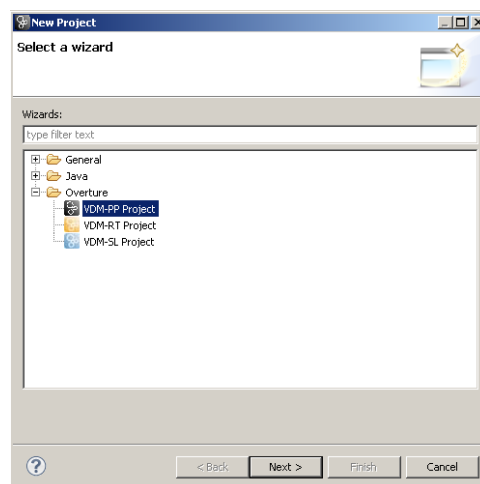 New Project
Select a wizard
Wizards:
type filter text
General
Java
Overture
VDM-PP Project
VDM-RT Project
VDM-SL Project
? < Back Next > Finish Cancel